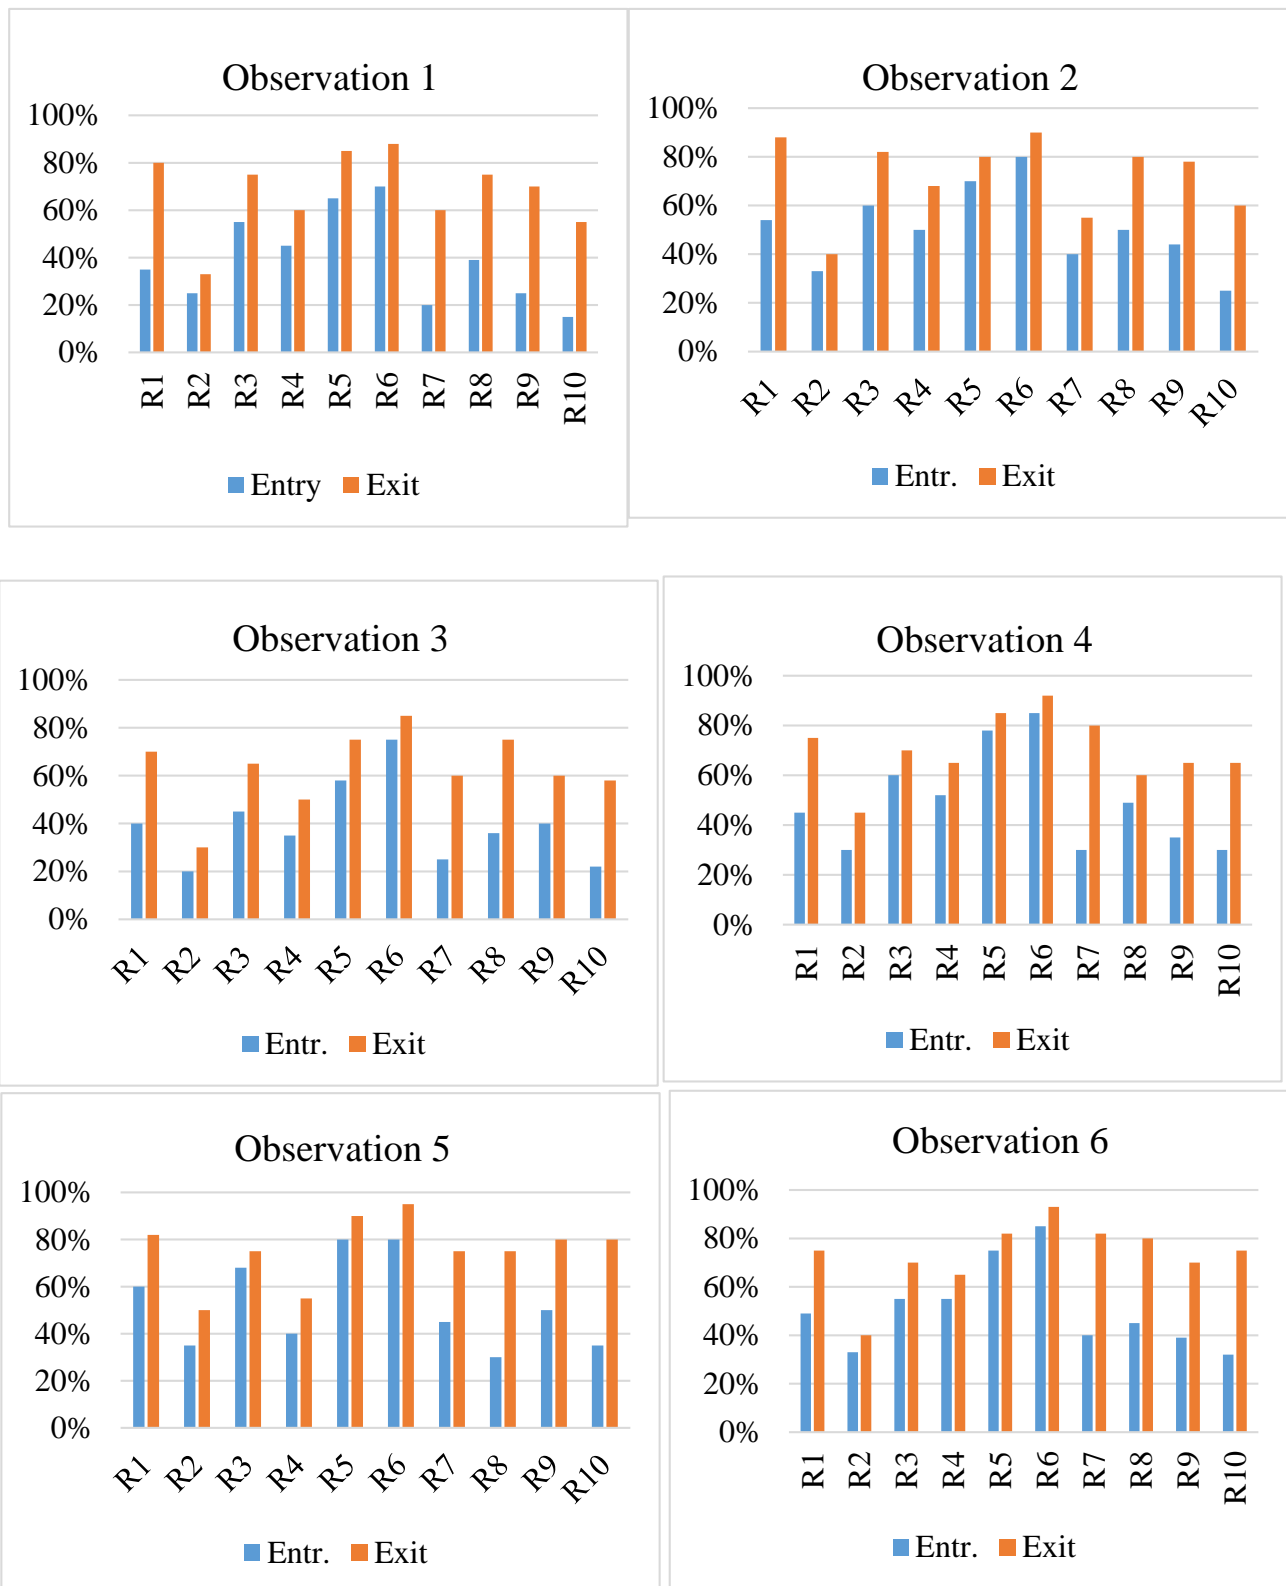 Observation 1
100%
80%
60%
40%
20%
0%
R1 R2 R3 R4 R5 R6 R7 R8 R9 R10
Entry Exit
Observation 2
100%
80%
60%
40%
20%
0%
R1 R2 R3 R4 R5 R6 R7 R8 R9 R10
Entr. Exit
Observation 3
100%
80%
60%
40%
20%
0%
R1 R2 R3 R4 R5 R6 R7 R8 R9 R10
Entr. Exit
Observation 4
100%
80%
60%
40%
20%
0%
R1 R2 R3 R4 R5 R6 R7 R8 R9 R10
Entr. Exit
Observation 5
100%
80%
60%
40%
20%
0%
R1 R2 R3 R4 R5 R6 R7 R8 R9 R10
Entr. Exit
Observation 6
100%
80%
60%
40%
20%
0%
R1 R2 R3 R4 R5 R6 R7 R8 R9 R10
Entr. Exit